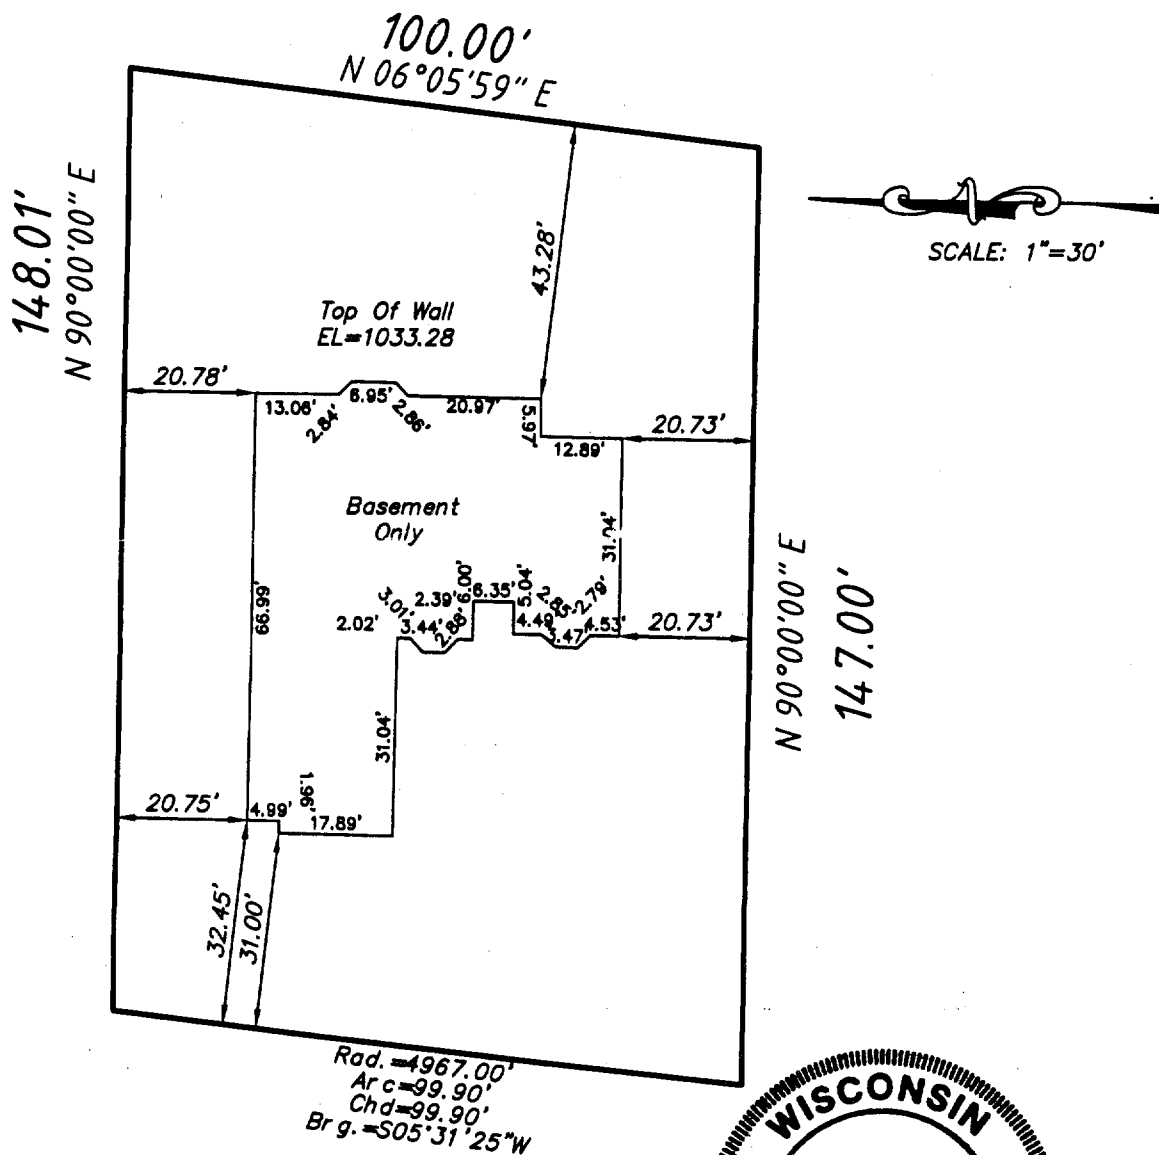 100.00'
N 06°05'59" E
148.01'
N 90°00'00" E
SCALE: 1"=30'
43.28'
Top Of Wall
EL=1033.28
20.78'
13.06'
2.84'
6.95'
2.86'
20.97'
5.97'
12.89'
20.73'
Basement
Only
31.04'
66.99'
2.02'
3.01'
2.39'
3.44'
2.88'
6.00'
6.35'
5.04'
4.49'
2.85'
2.79'
4.53'
20.73'
N 90°00'00" E
147.00'
31.04'
20.75'
4.99'
1.96'
17.89'
32.45'
31.00'
Rad.=4967.00'
Arc=99.90'
Chd=99.90'
Brg.=S05°31'25"W
WISCONSIN